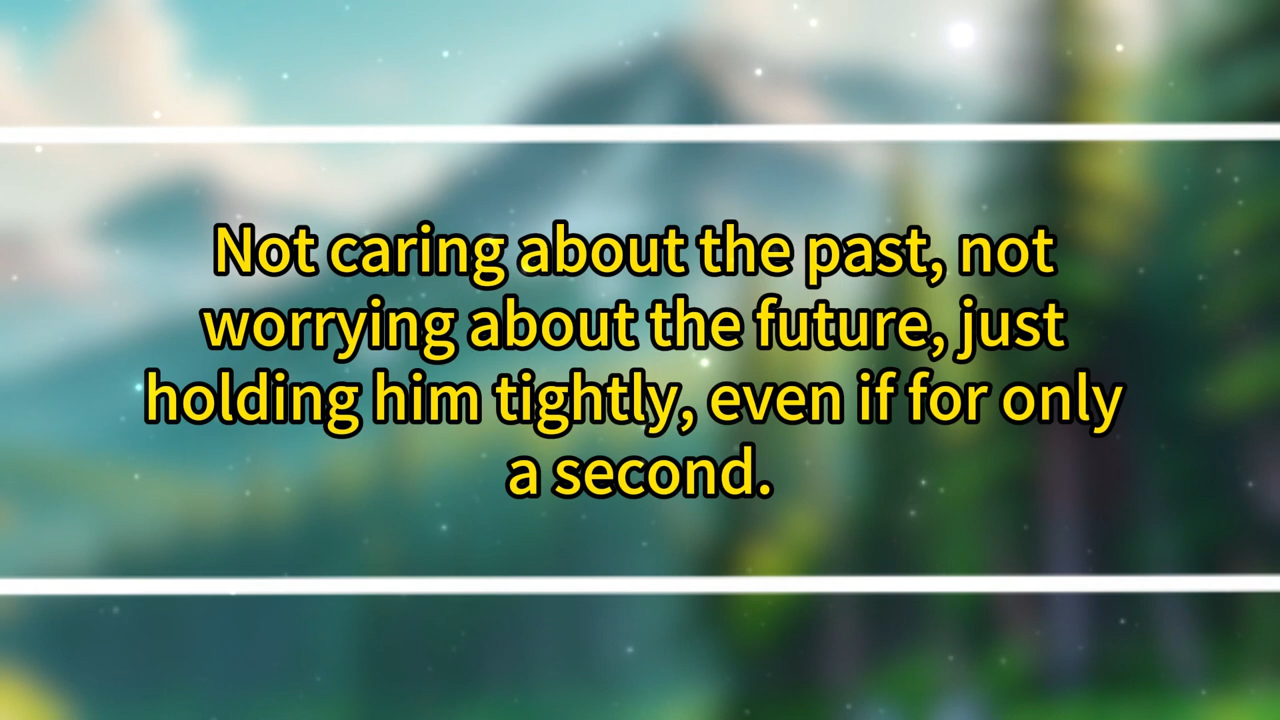 Not caring about the past, not
worrying about the future, just
holding him tightly, even if for only
a second.